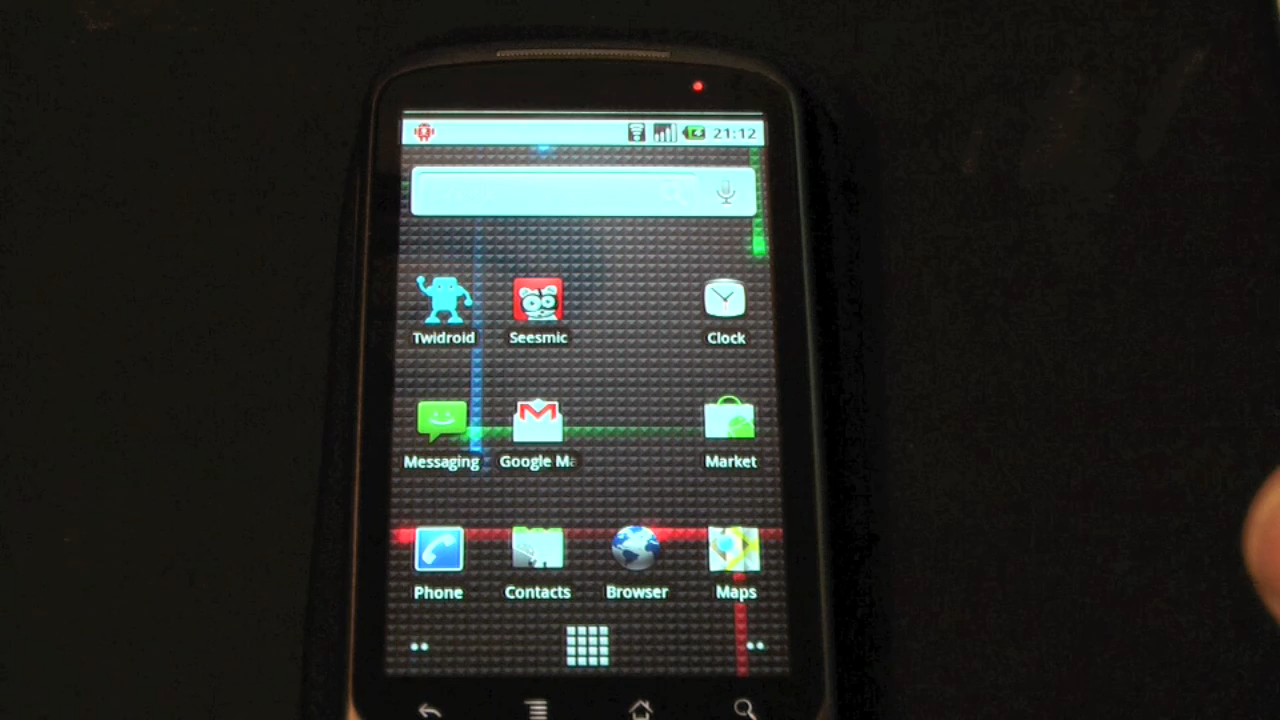 21:12
Twidroid Seesmic Clock
Messaging Google Ma Market
Phone Contacts Browser Maps